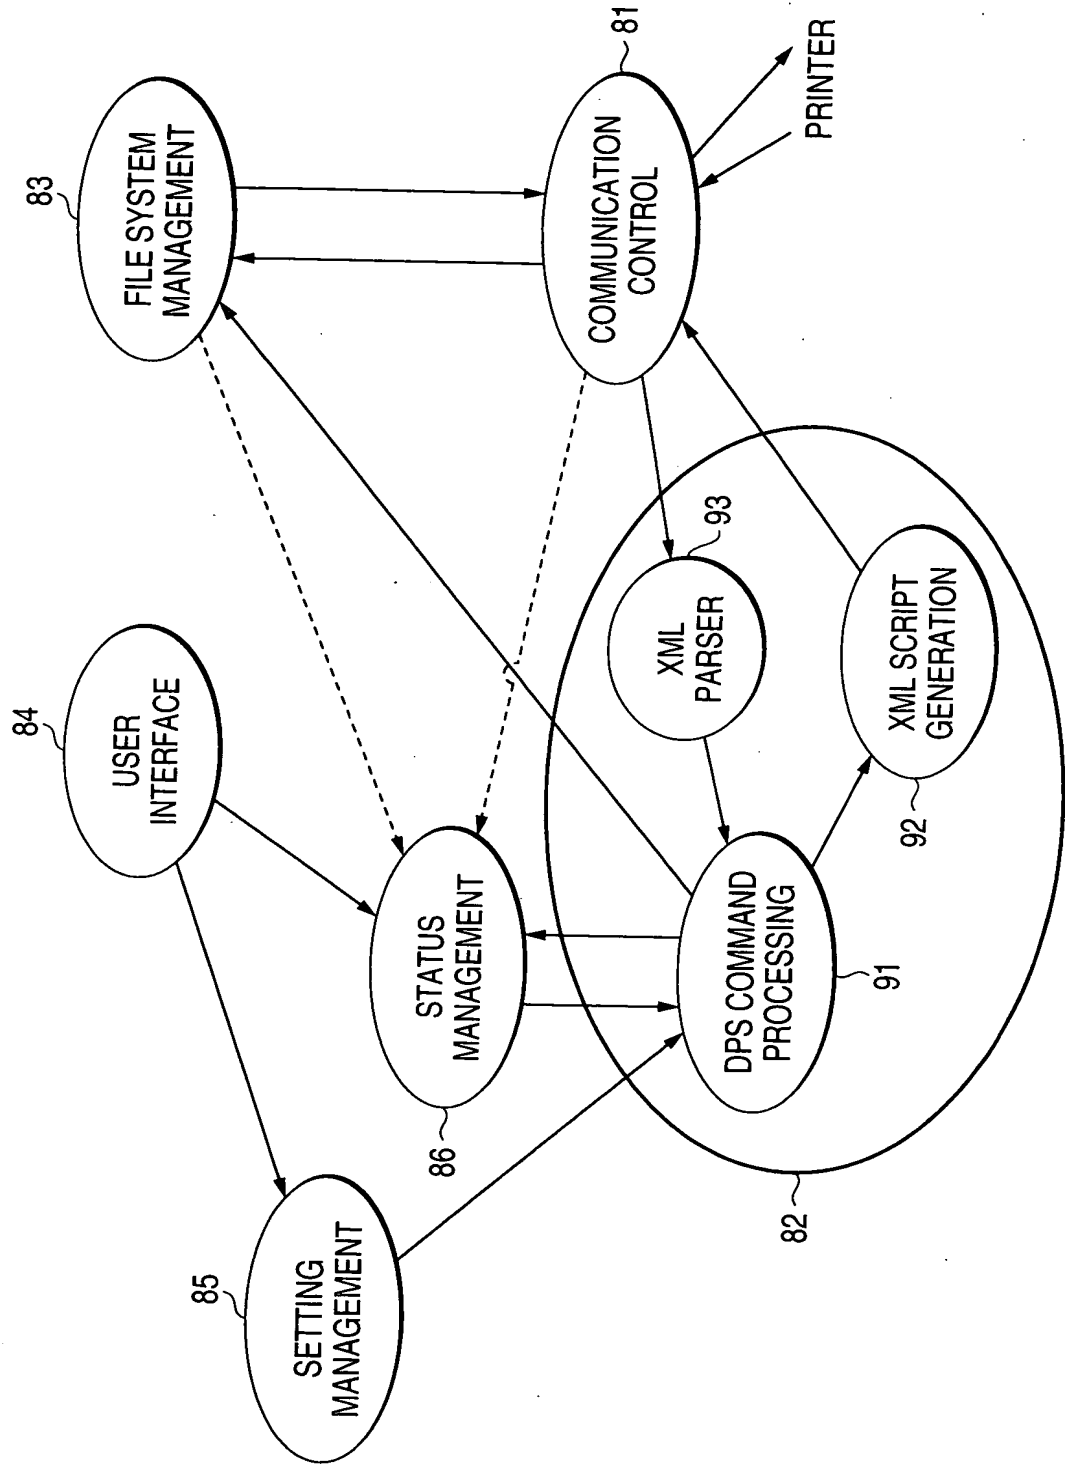 84
USER
INTERFACE
83
FILE SYSTEM
MANAGEMENT
85
SETTING
MANAGEMENT
86
STATUS
MANAGEMENT
81
COMMUNICATION
CONTROL
PRINTER
93
XML
PARSER
DPS COMMAND
PROCESSING
91
XML SCRIPT
GENERATION
92
82